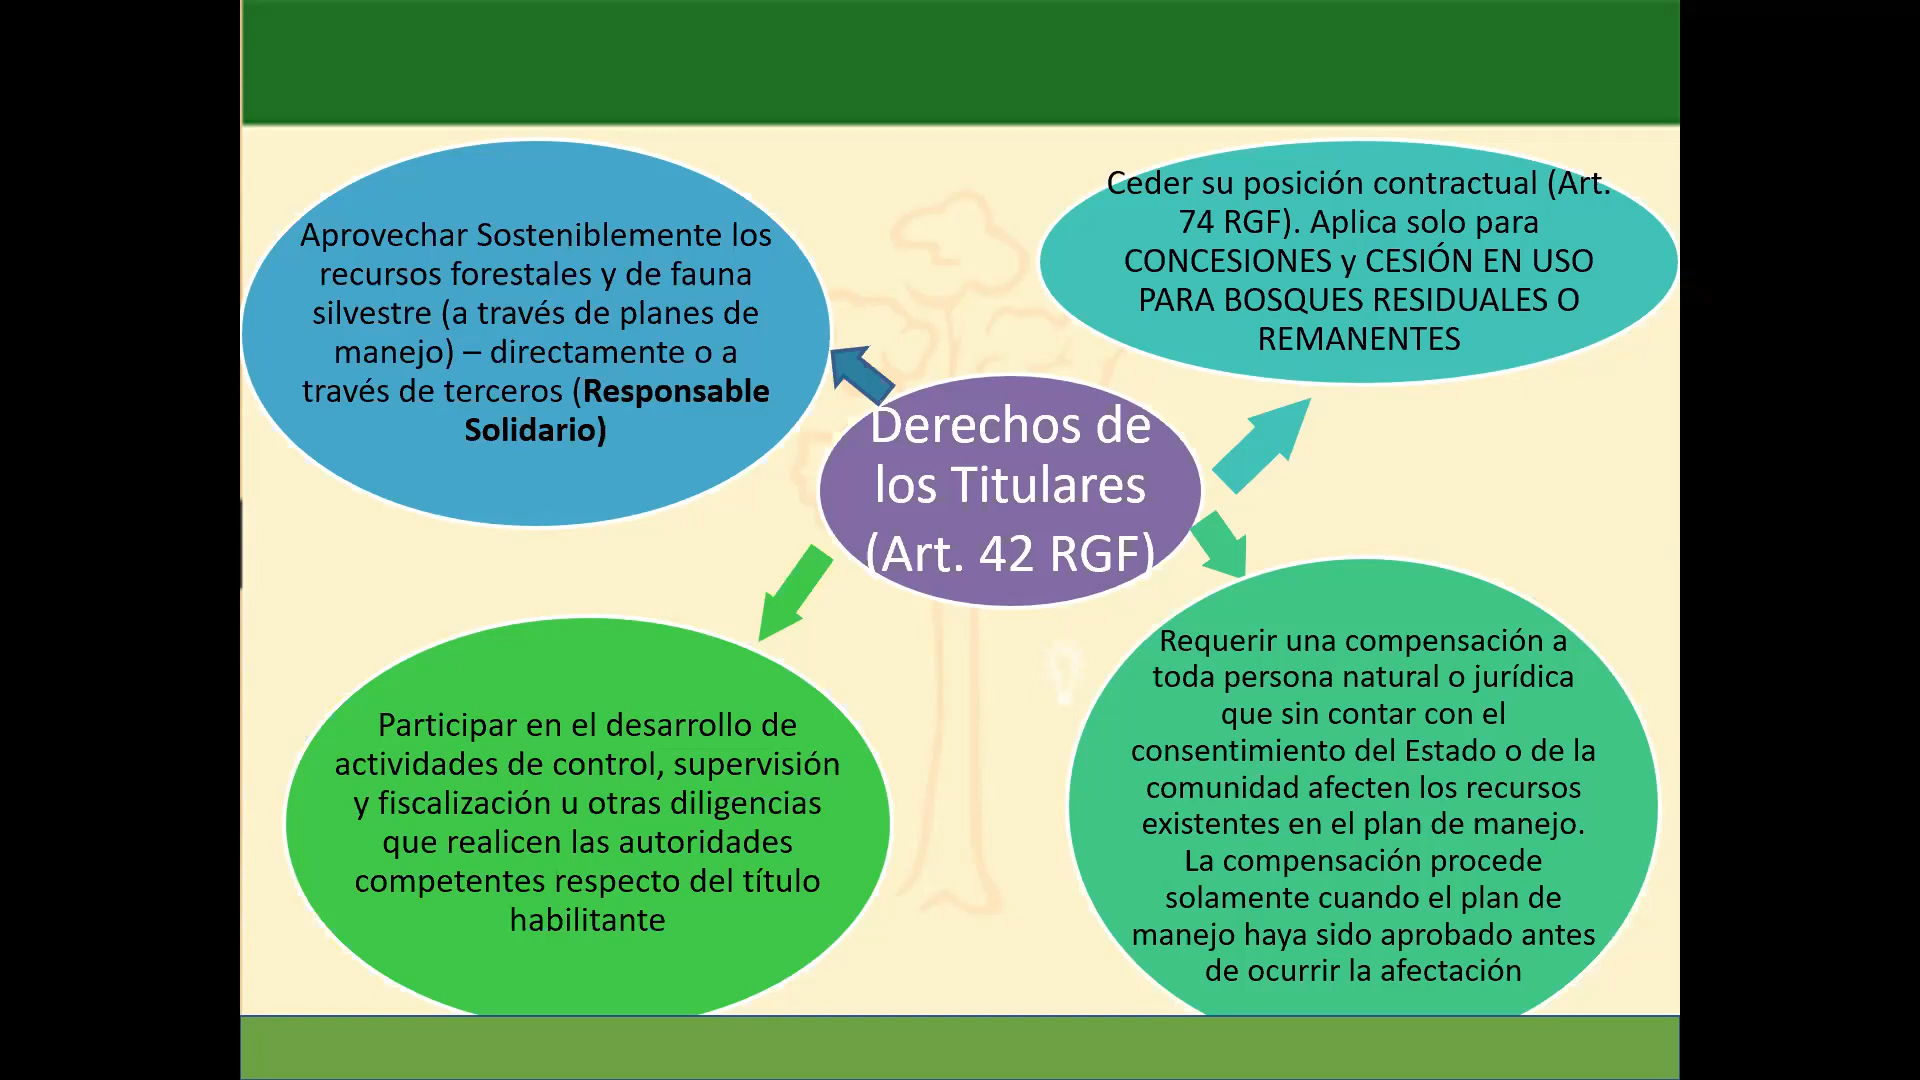 Aprovechar Sosteniblemente los
recursos forestales y de fauna
silvestre (a través de planes de
manejo) – directamente o a
través de terceros (Responsable
Solidario)
Ceder su posición contractual (Art.
74 RGF). Aplica solo para
CONCESIONES y CESIÓN EN USO
PARA BOSQUES RESIDUALES O
REMANENTES
Derechos de
los Titulares
(Art. 42 RGF)
Participar en el desarrollo de
actividades de control, supervisión
y fiscalización u otras diligencias
que realicen las autoridades
competentes respecto del título
habilitante
Requerir una compensación a
toda persona natural o jurídica
que sin contar con el
consentimiento del Estado o de la
comunidad afecten los recursos
existentes en el plan de manejo.
La compensación procede
solamente cuando el plan de
manejo haya sido aprobado antes
de ocurrir la afectación